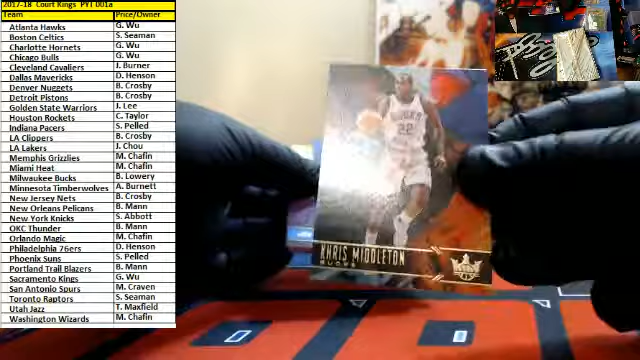 2017-18 Court Kings PYT 001a
Team Price/Owner
Atlanta Hawks G. Wu
Boston Celtics S. Seaman
Charlotte Hornets G. Wu
Chicago Bulls G. Wu
Cleveland Cavaliers J. Burner
Dallas Mavericks D. Henson
Denver Nuggets B. Crosby
Detroit Pistons B. Crosby
Golden State Warriors J. Lee
Houston Rockets C. Taylor
Indiana Pacers S. Pelled
LA Clippers B. Crosby
LA Lakers J. Chou
Memphis Grizzlies M. Chafin
Miami Heat M. Chafin
Milwaukee Bucks B. Lowery
Minnesota Timberwolves A. Burnett
New Jersey Nets B. Crosby
New Orleans Pelicans B. Mann
New York Knicks S. Abbott
OKC Thunder B. Mann
Orlando Magic M. Chafin
Philadelphia 76ers D. Henson
Phoenix Suns S. Pelled
Portland Trail Blazers B. Mann
Sacramento Kings G. Wu
San Antonio Spurs M. Craven
Toronto Raptors S. Seaman
Utah Jazz T. Maxfield
Washington Wizards M. Chafin
BUCKS
22
KHRIS MIDDLETON
BUCKS